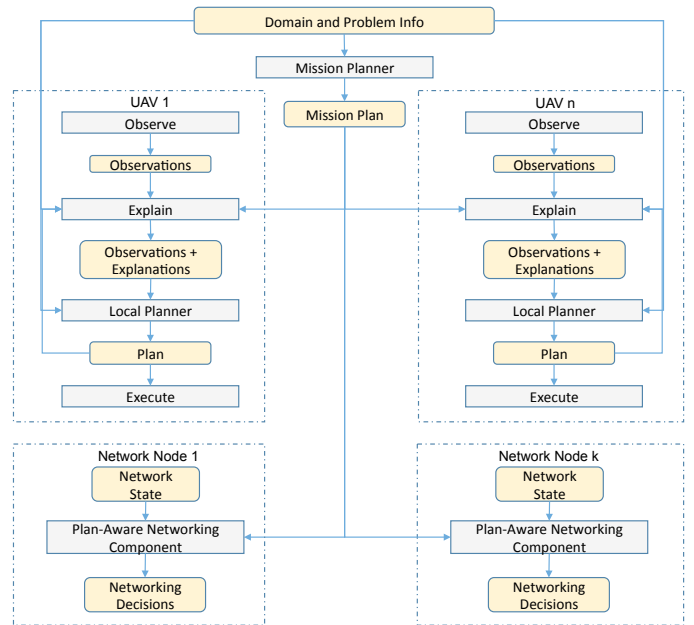 Domain and Problem Info
Mission Planner
Mission Plan
UAV 1
Observe
Observations
Explain
Observations +
Explanations
Local Planner
Plan
Execute
UAV n
Observe
Observations
Explain
Observations +
Explanations
Local Planner
Plan
Execute
Network Node 1
Network
State
Plan-Aware Networking
Component
Networking
Decisions
Network Node k
Network
State
Plan-Aware Networking
Component
Networking
Decisions